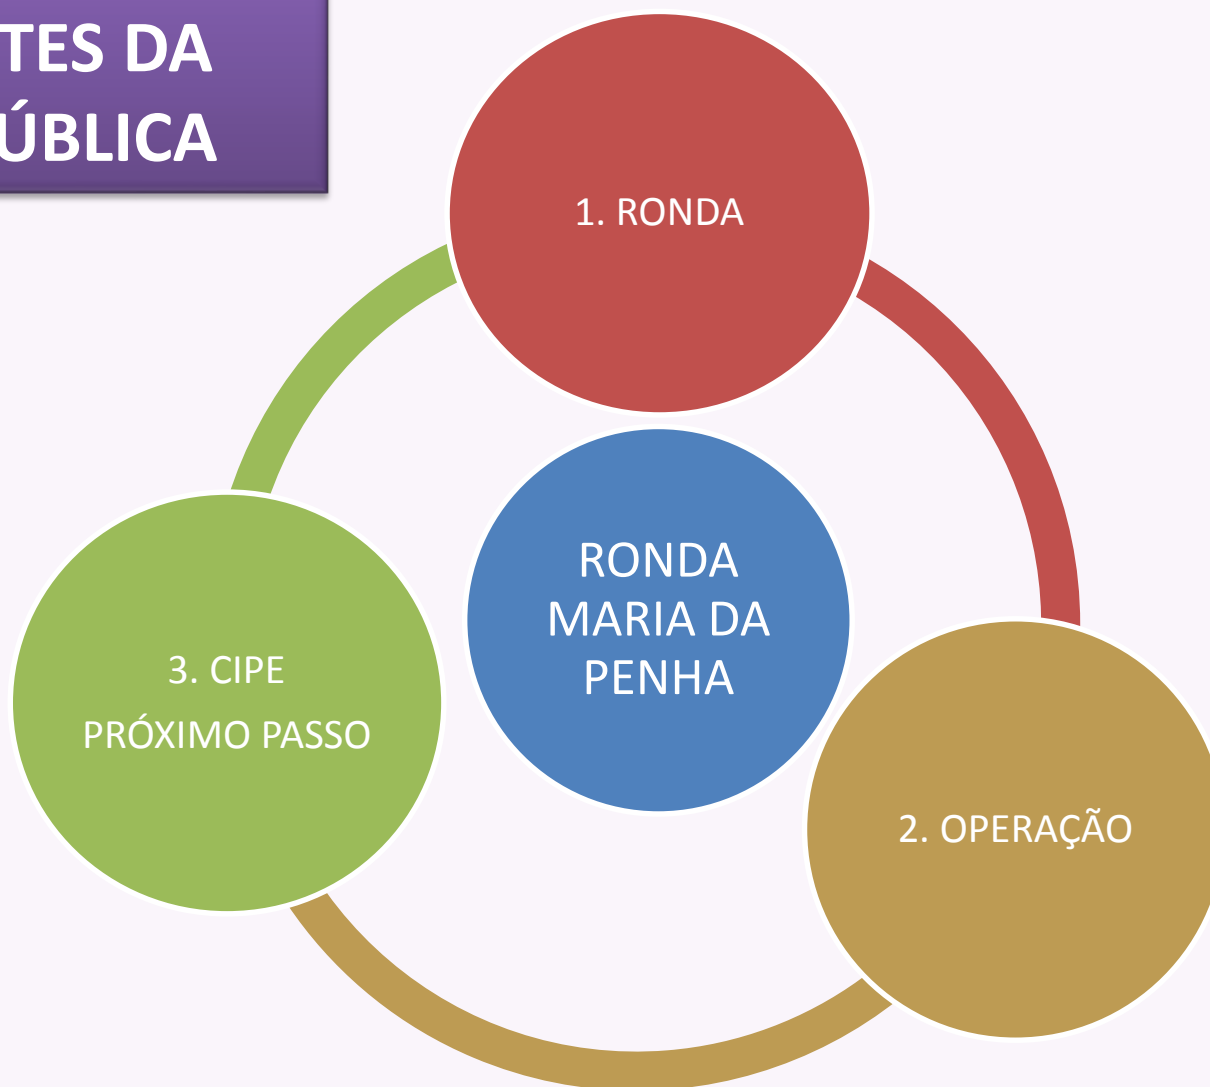 TES DA
ÚBLICA
1. RONDA
RONDA
MARIA DA
PENHA
3. CIPE
PRÓXIMO PASSO
2. OPERAÇÃO